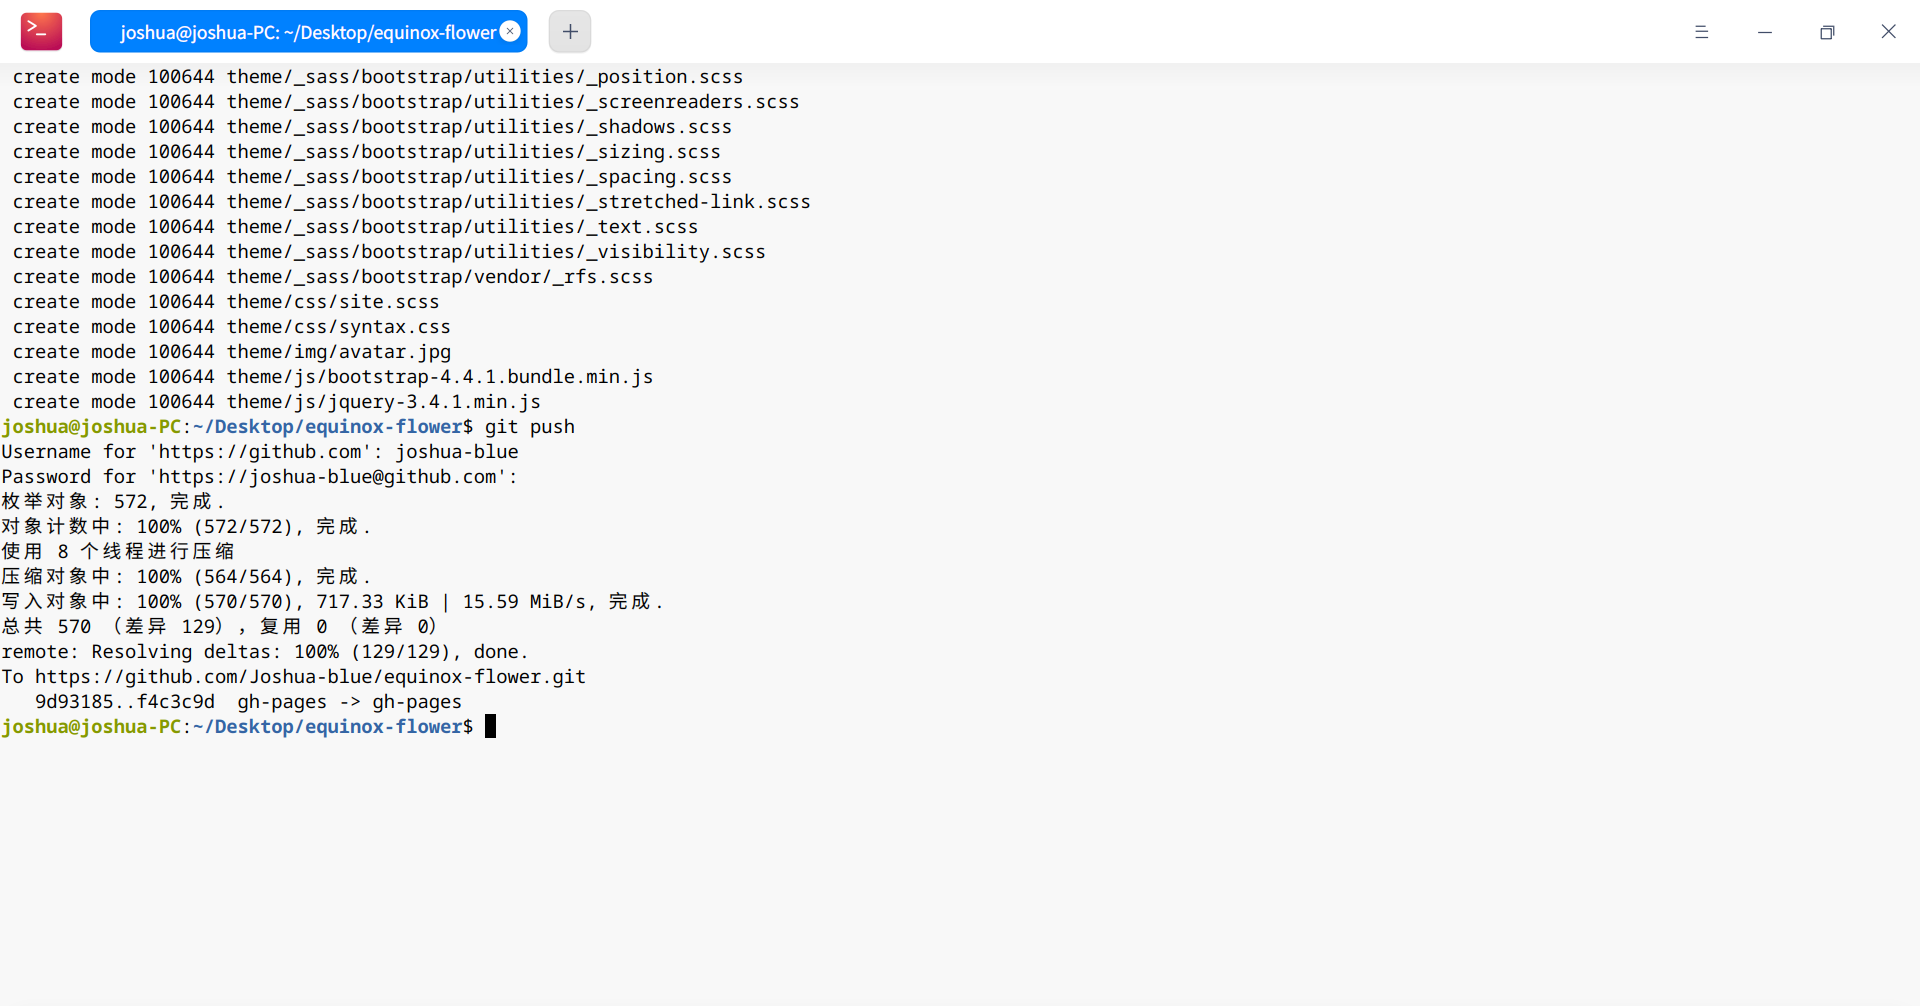 joshua@joshua-PC: ~/Desktop/equinox-flower
create mode 100644 theme/_sass/bootstrap/utilities/_position.scss
create mode 100644 theme/_sass/bootstrap/utilities/_screenreaders.scss
create mode 100644 theme/_sass/bootstrap/utilities/_shadows.scss
create mode 100644 theme/_sass/bootstrap/utilities/_sizing.scss
create mode 100644 theme/_sass/bootstrap/utilities/_spacing.scss
create mode 100644 theme/_sass/bootstrap/utilities/_stretched-link.scss
create mode 100644 theme/_sass/bootstrap/utilities/_text.scss
create mode 100644 theme/_sass/bootstrap/utilities/_visibility.scss
create mode 100644 theme/_sass/bootstrap/vendor/_rfs.scss
create mode 100644 theme/css/site.scss
create mode 100644 theme/css/syntax.css
create mode 100644 theme/img/avatar.jpg
create mode 100644 theme/js/bootstrap-4.4.1.bundle.min.js
create mode 100644 theme/js/jquery-3.4.1.min.js
joshua@joshua-PC:~/Desktop/equinox-flower$ git push
Username for 'https://github.com': joshua-blue
Password for 'https://joshua-blue@github.com':
枚举对象: 572, 完成.
对象计数中: 100% (572/572), 完成.
使用 8 个线程进行压缩
压缩对象中: 100% (564/564), 完成.
写入对象中: 100% (570/570), 717.33 KiB | 15.59 MiB/s, 完成.
总共 570 （差异 129），复用 0 （差异 0）
remote: Resolving deltas: 100% (129/129), done.
To https://github.com/Joshua-blue/equinox-flower.git
9d93185..f4c3c9d  gh-pages -> gh-pages
joshua@joshua-PC:~/Desktop/equinox-flower$